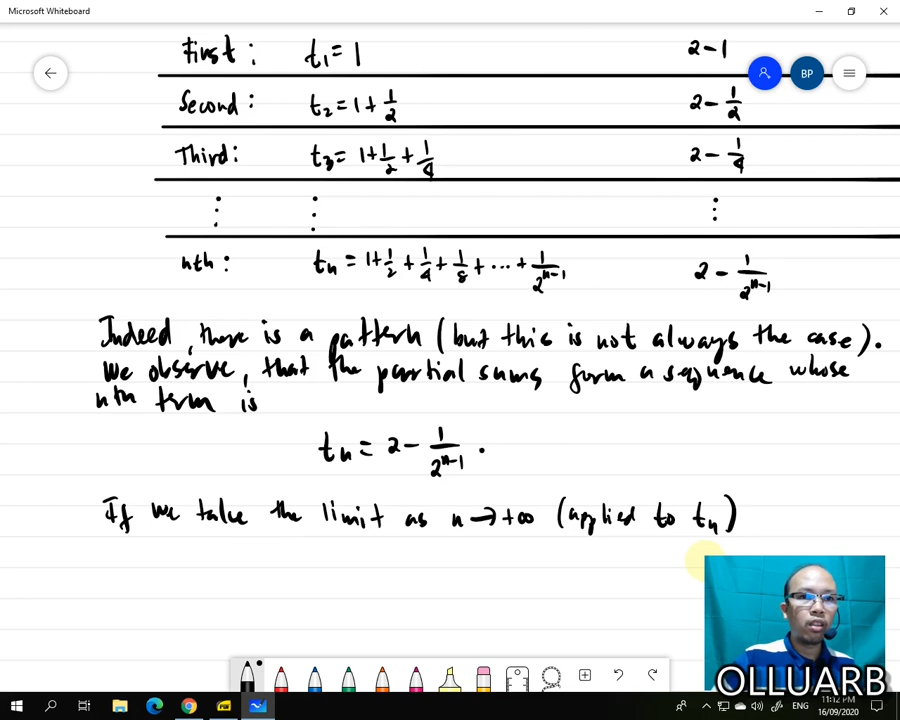 Microsoft Whiteboard
First: t₁ = 1 2 - 1
BP
Second: t₂ = 1 + 1/2 2 - 1/2
Third: t₃ = 1 + 1/2 + 1/4 2 - 1/4
⋮ ⋮ ⋮
nth: tₙ = 1 + 1/2 + 1/4 + 1/8 + ... + 1/2ⁿ⁻¹ 2 - 1/2ⁿ⁻¹
Indeed, there is a pattern (but this is not always the case).
We observe, that the partial sums form a sequence whose
nth term is
tₙ = 2 - 1/2ⁿ⁻¹.
If we take the limit as n → +∞ (applied to tₙ)
OLLUARB
ENG
11:12 PM
16/09/2020